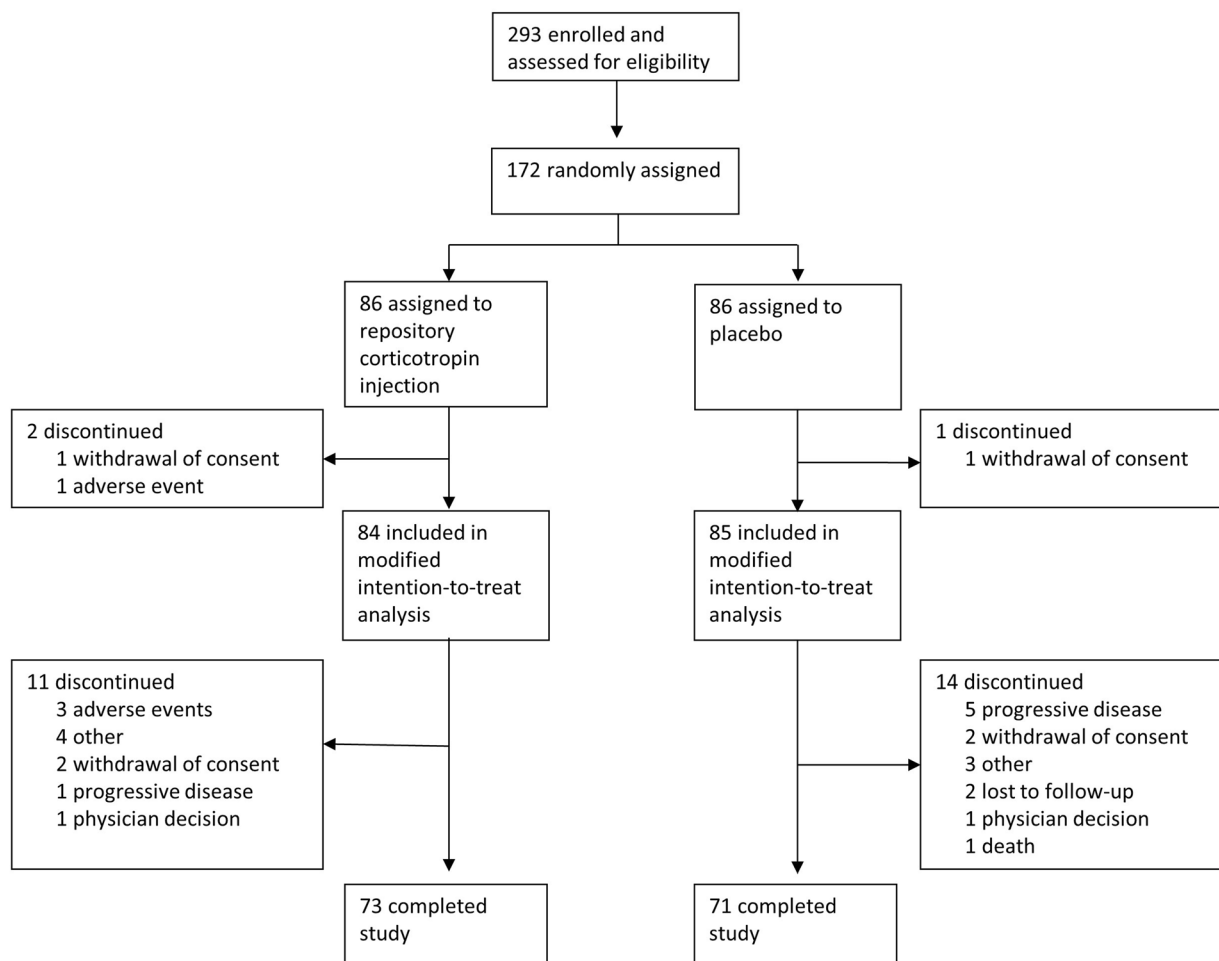 293 enrolled and
assessed for eligibility
172 randomly assigned
86 assigned to
repository
corticotropin
injection
86 assigned to
placebo
2 discontinued
1 withdrawal of consent
1 adverse event
1 discontinued
1 withdrawal of consent
84 included in
modified
intention-to-treat
analysis
85 included in
modified
intention-to-treat
analysis
11 discontinued
3 adverse events
4 other
2 withdrawal of consent
1 progressive disease
1 physician decision
14 discontinued
5 progressive disease
2 withdrawal of consent
3 other
2 lost to follow-up
1 physician decision
1 death
73 completed
study
71 completed
study